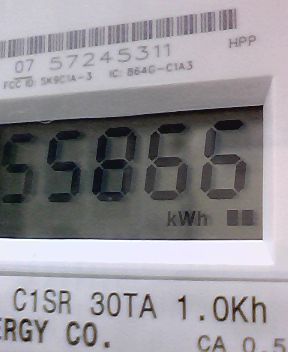 07 57245311
HPP
FCC ID: SK9C1A-3 IC: 864G-C1A3
55866
kWh
C1SR 30TA 1.0Kh
ERGY CO.
CA 0.5